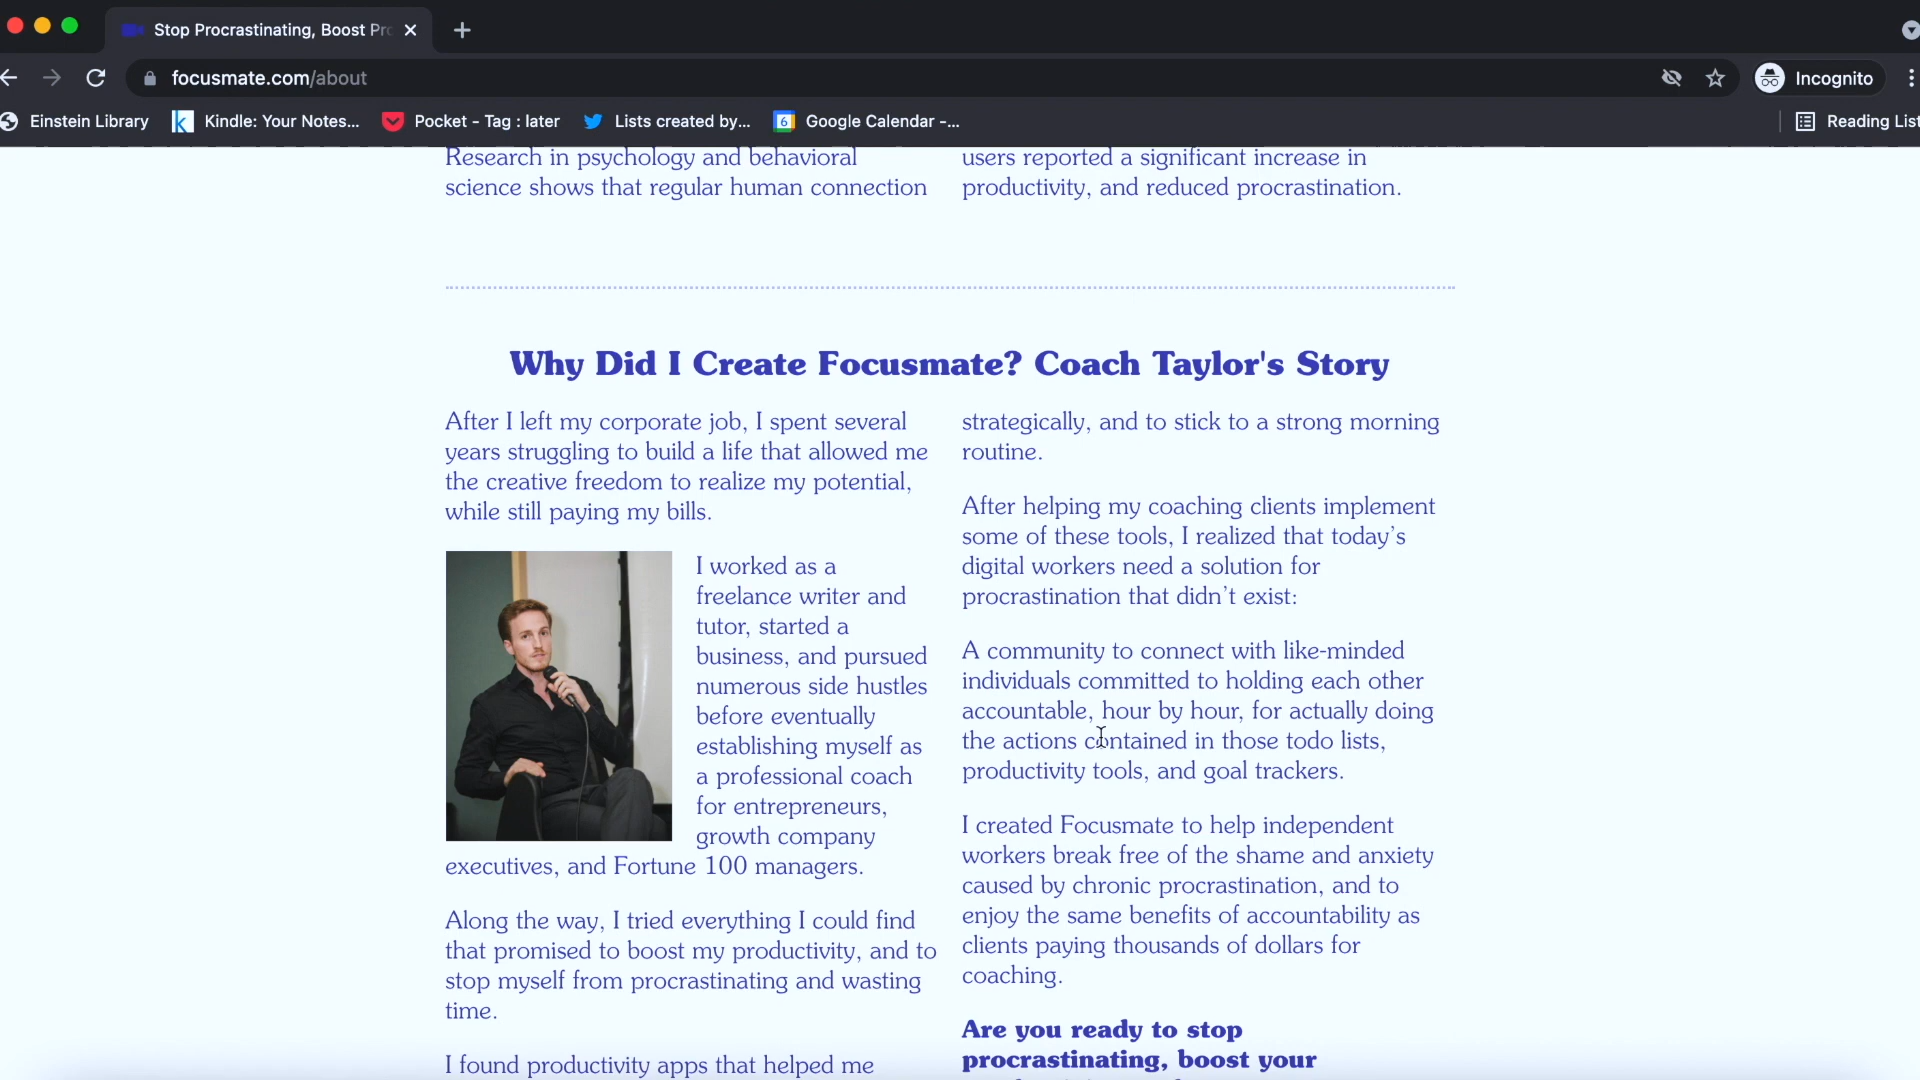 Stop Procrastinating, Boost Pro
focusmate.com/about
Incognito
Einstein Library
Kindle: Your Notes...
Pocket - Tag : later
Lists created by...
6
Google Calendar -...
Reading List
Research in psychology and behavioral
science shows that regular human connection
users reported a significant increase in
productivity, and reduced procrastination.
Why Did I Create Focusmate? Coach Taylor's Story
After I left my corporate job, I spent several
years struggling to build a life that allowed me
the creative freedom to realize my potential,
while still paying my bills.
I worked as a
freelance writer and
tutor, started a
business, and pursued
numerous side hustles
before eventually
establishing myself as
a professional coach
for entrepreneurs,
growth company
executives, and Fortune 100 managers.
Along the way, I tried everything I could find
that promised to boost my productivity, and to
stop myself from procrastinating and wasting
time.
I found productivity apps that helped me
strategically, and to stick to a strong morning
routine.
After helping my coaching clients implement
some of these tools, I realized that today’s
digital workers need a solution for
procrastination that didn’t exist:
A community to connect with like-minded
individuals committed to holding each other
accountable, hour by hour, for actually doing
the actions contained in those todo lists,
productivity tools, and goal trackers.
I created Focusmate to help independent
workers break free of the shame and anxiety
caused by chronic procrastination, and to
enjoy the same benefits of accountability as
clients paying thousands of dollars for
coaching.
Are you ready to stop
procrastinating, boost your